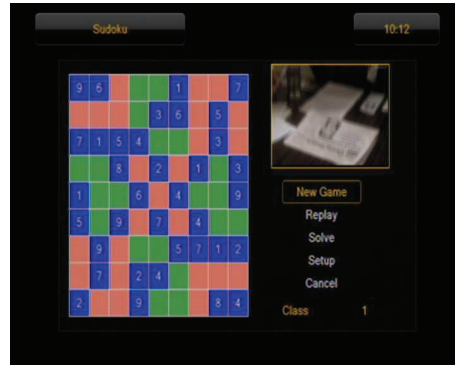 Sudoku 10:12
9 6 1 7
3 6 5
7 1 5 4 3
8 2 1 3
1 6 4 9
5 9 7 4
9 5 7 1 2
7 2 4
2 9 8 4
New Game
Replay
Solve
Setup
Cancel
Class 1